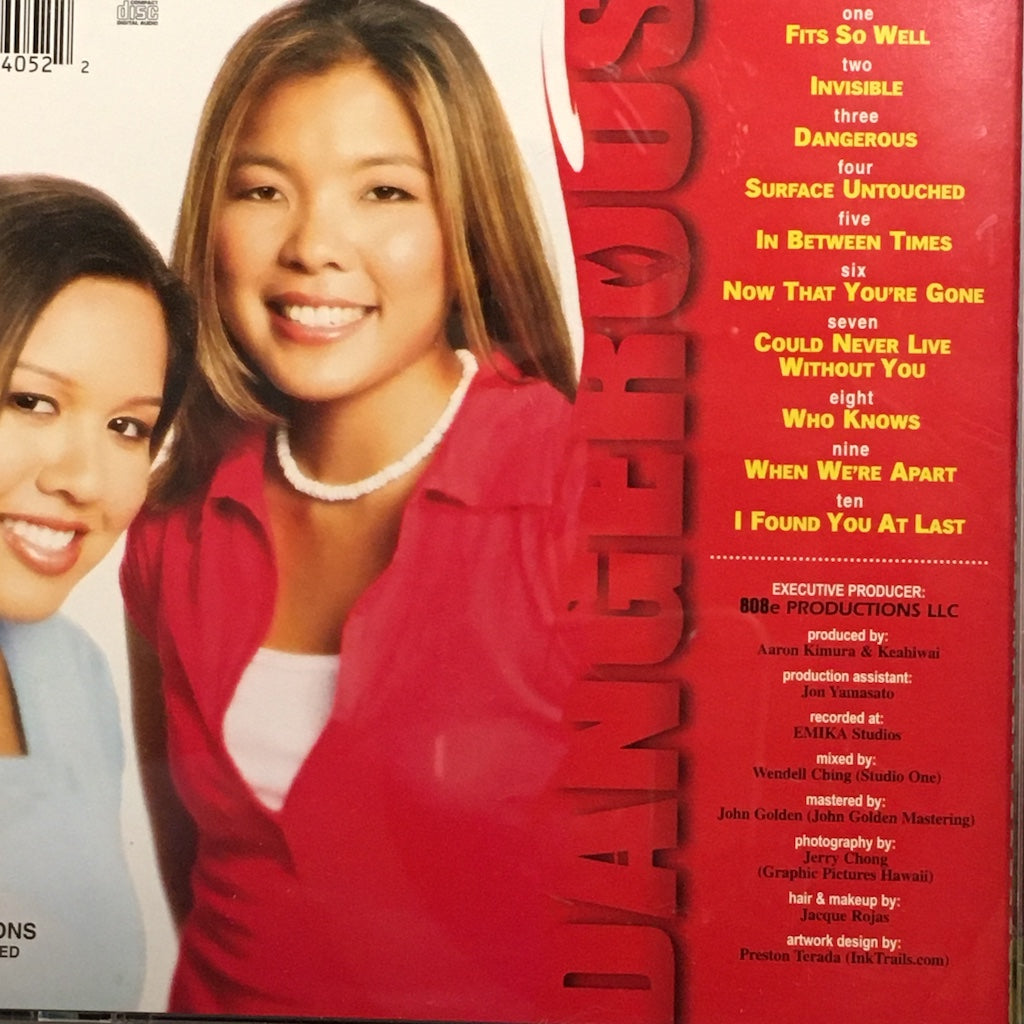 4052 2
COMPACT
disc
DIGITAL AUDIO
DANGEROUS
one
FITS SO WELL
two
INVISIBLE
three
DANGEROUS
four
SURFACE UNTOUCHED
five
IN BETWEEN TIMES
six
NOW THAT YOU'RE GONE
seven
COULD NEVER LIVE
WITHOUT YOU
eight
WHO KNOWS
nine
WHEN WE'RE APART
ten
I FOUND YOU AT LAST
EXECUTIVE PRODUCER:
808e PRODUCTIONS LLC
produced by:
Aaron Kimura & Keahiwai
production assistant:
Jon Yamasato
recorded at:
EMIKA Studios
mixed by:
Wendell Ching (Studio One)
mastered by:
John Golden (John Golden Mastering)
photography by:
Jerry Chong
(Graphic Pictures Hawaii)
hair & makeup by:
Jacque Rojas
artwork design by:
Preston Terada (InkTrails.com)
ONS
ED